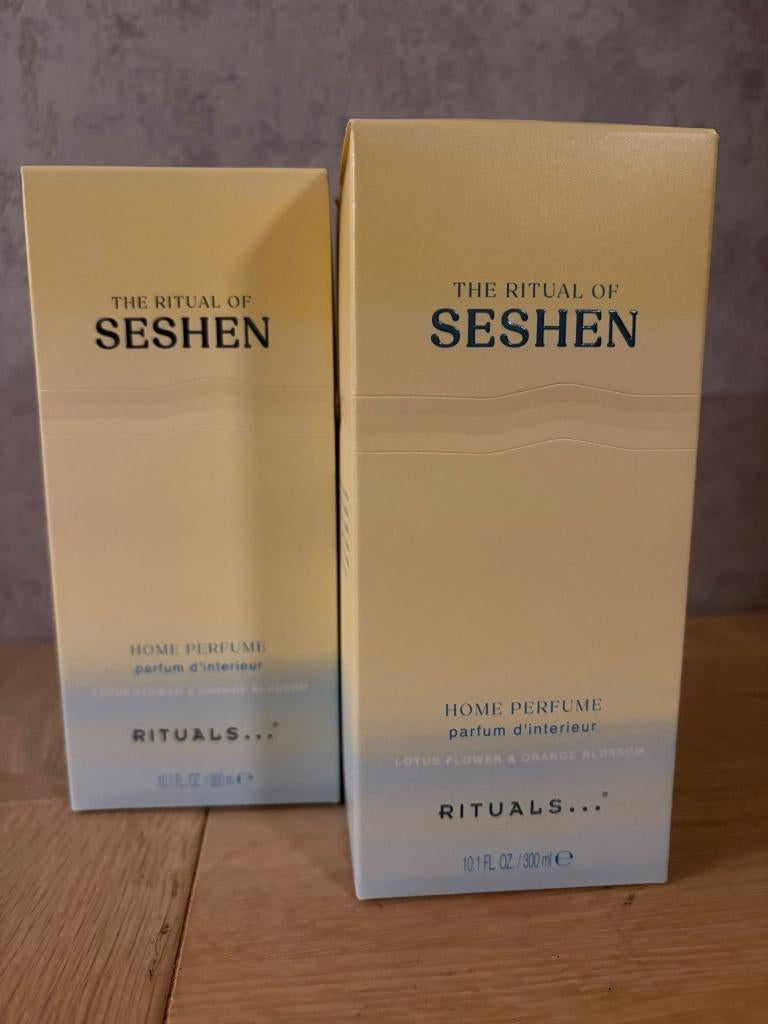 THE RITUAL OF
SESHEN
HOME PERFUME
parfum d'interieur
LOTUS FLOWER & ORANGE BLOSSOM
RITUALS...®
10.1 FL. OZ. / 300 ml ℮
THE RITUAL OF
SESHEN
HOME PERFUME
parfum d'interieur
LOTUS FLOWER & ORANGE BLOSSOM
RITUALS...®
10.1 FL. OZ. / 300 ml ℮